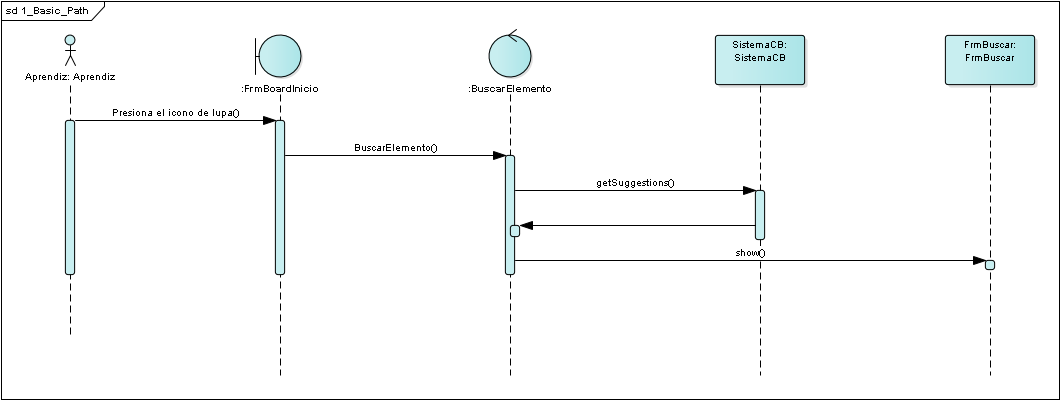 sd 1_Basic_Path
Aprendiz: Aprendiz
:FrmBoardInicio
:BuscarElemento
SistemaCB:
SistemaCB
FrmBuscar:
FrmBuscar
Presiona el icono de lupa()
BuscarElemento()
getSuggestions()
show()